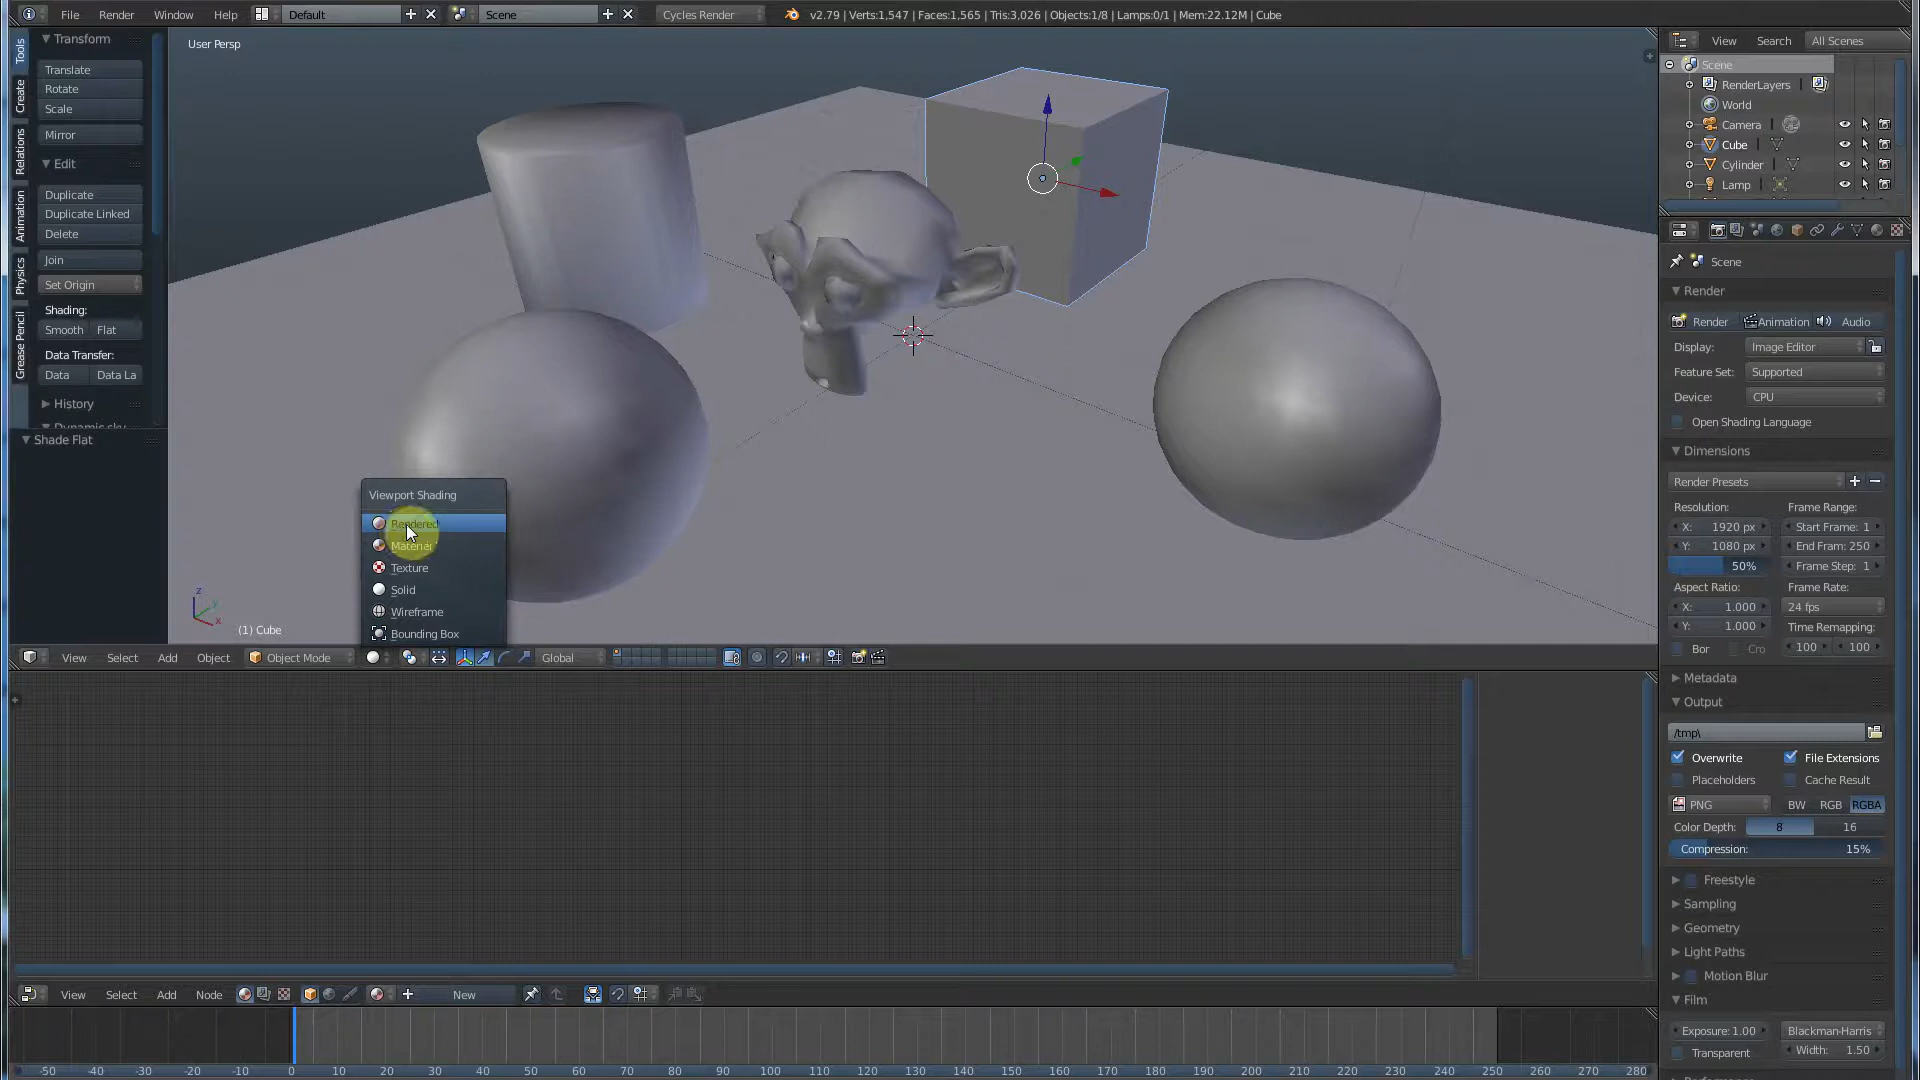 File Render Window Help Default Scene Cycles Render v2.79 | Verts:1,547 | Faces:1,565 | Tris:3,026 | Objects:1/8 | Lamps:0/1 | Mem:22.12M | Cube
Tools
Create
Relations
Animation
Physics
Grease Pencil
Transform
Translate
Rotate
Scale
Mirror
Edit
Duplicate
Duplicate Linked
Delete
Join
Set Origin
Shading:
Smooth Flat
Data Transfer:
Data Data La
History
Shade Flat
User Persp
Viewport Shading
Rendered
Material
Texture
Solid
Wireframe
Bounding Box
z
y
x
(1) Cube
View Select Add Object Object Mode Global
View Select Add Node New
-50 -40 -30 -20 -10 0 10 20 30 40 50 60 70 80 90 100 110 120 130 140 150 160 170 180 190 200 210 220 230 240 250 260 270 280
View Search All Scenes
Scene
RenderLayers
World
Camera
Cube
Cylinder
Lamp
Scene
Render
Render Animation Audio
Display: Image Editor
Feature Set: Supported
Device: CPU
Open Shading Language
Dimensions
Render Presets
Resolution: Frame Range:
X: 1920 px Start Frame: 1
Y: 1080 px End Fram: 250
50% Frame Step: 1
Aspect Ratio: Frame Rate:
X: 1.000 24 fps
Y: 1.000 Time Remapping:
Bor Cro 100 100
Metadata
Output
/tmp\
Overwrite File Extensions
Placeholders Cache Result
PNG BW RGB RGBA
Color Depth: 8 16
Compression: 15%
Freestyle
Sampling
Geometry
Light Paths
Motion Blur
Film
Exposure: 1.00 Blackman-Harris
Transparent Width: 1.50